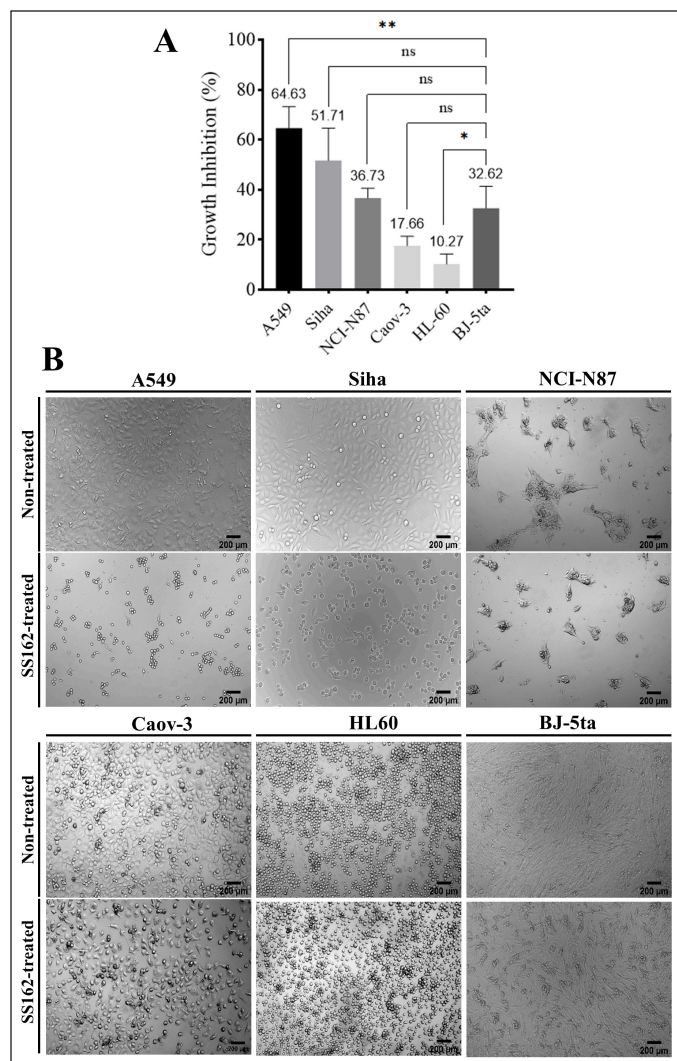 A
Growth Inhibition (%)
100
80
60
40
20
0
**
ns
ns
ns
*
64.63
51.71
36.73
17.66
10.27
32.62
A549
Siha
NCI-N87
Caov-3
HL-60
BJ-5ta
B
A549 Siha NCI-N87
Non-treated
200 µm 200 µm 200 µm
SS162-treated
200 µm 200 µm 200 µm
Caov-3 HL60 BJ-5ta
Non-treated
200 µm 200 µm 200 µm
SS162-treated
200 µm 200 µm 200 µm